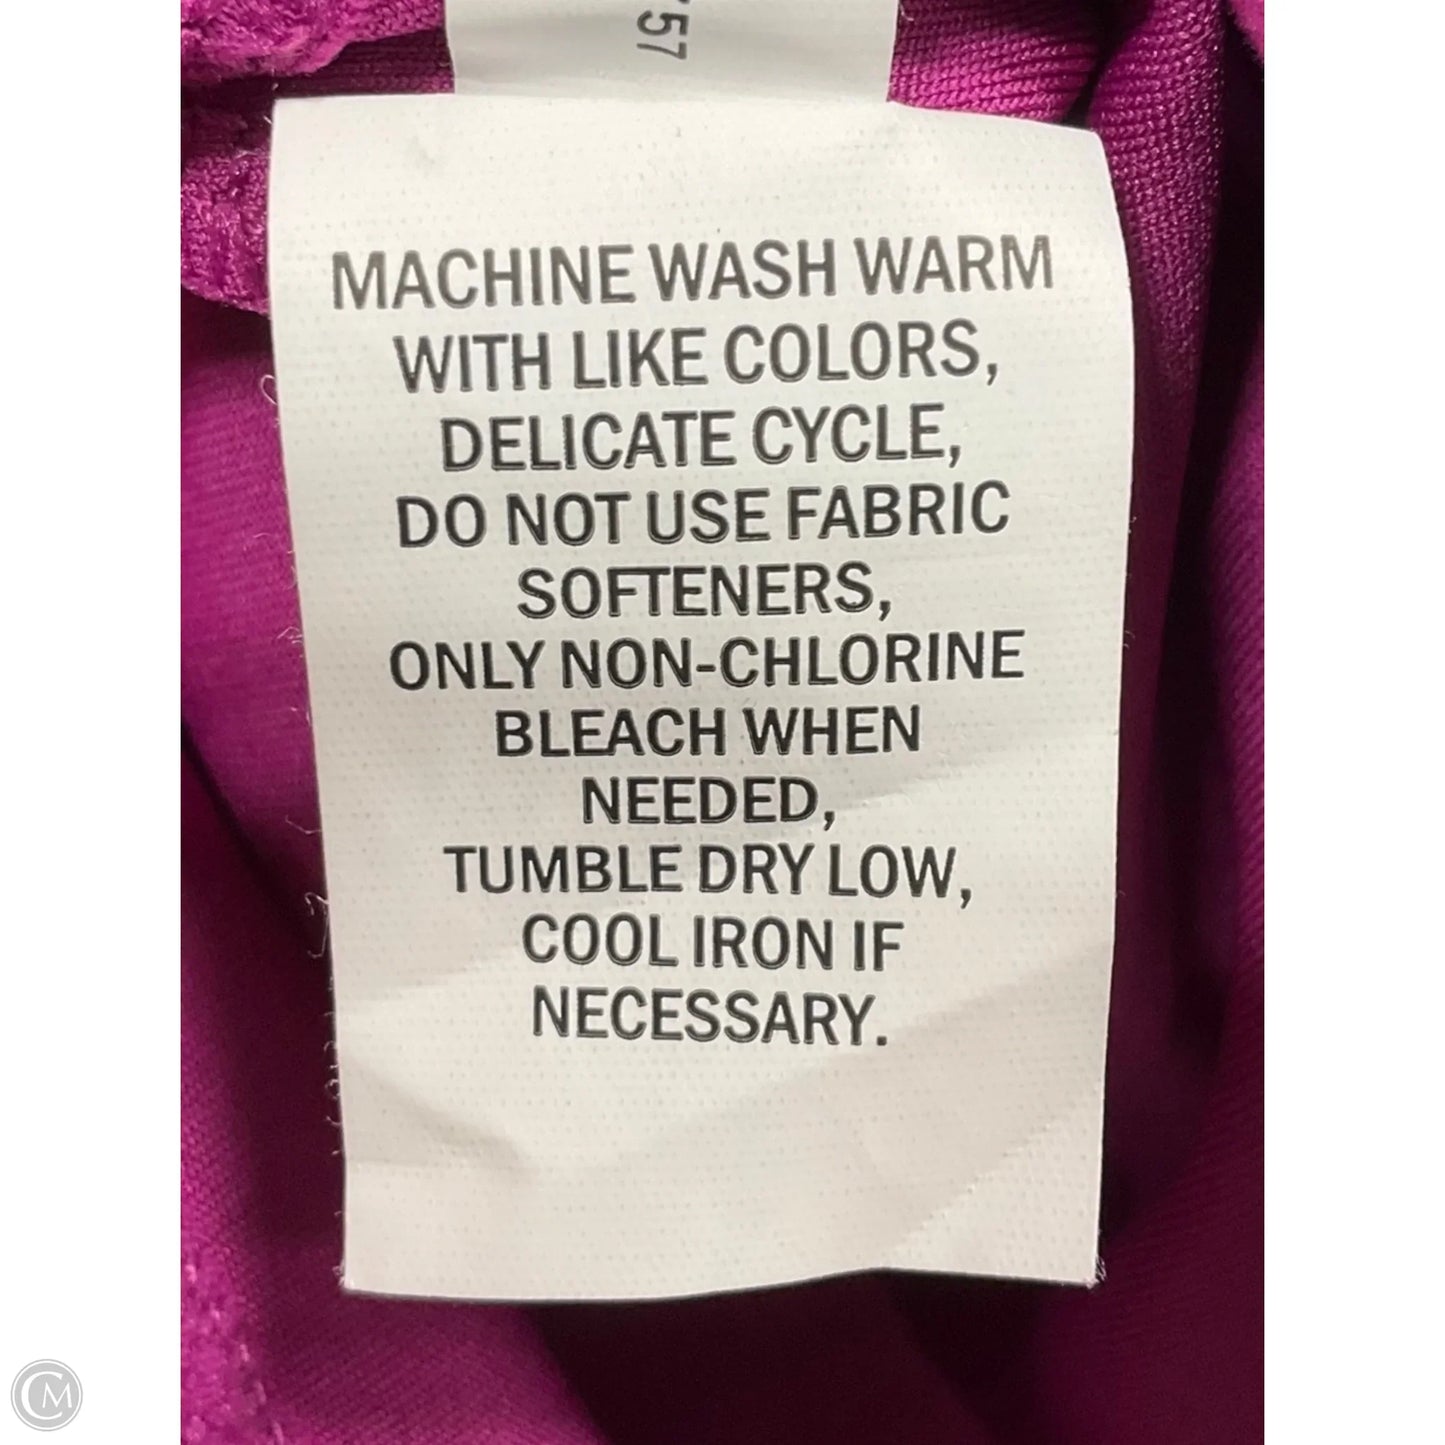 57
MACHINE WASH WARM
WITH LIKE COLORS,
DELICATE CYCLE,
DO NOT USE FABRIC
SOFTENERS,
ONLY NON-CHLORINE
BLEACH WHEN
NEEDED,
TUMBLE DRY LOW,
COOL IRON IF
NECESSARY.
CM